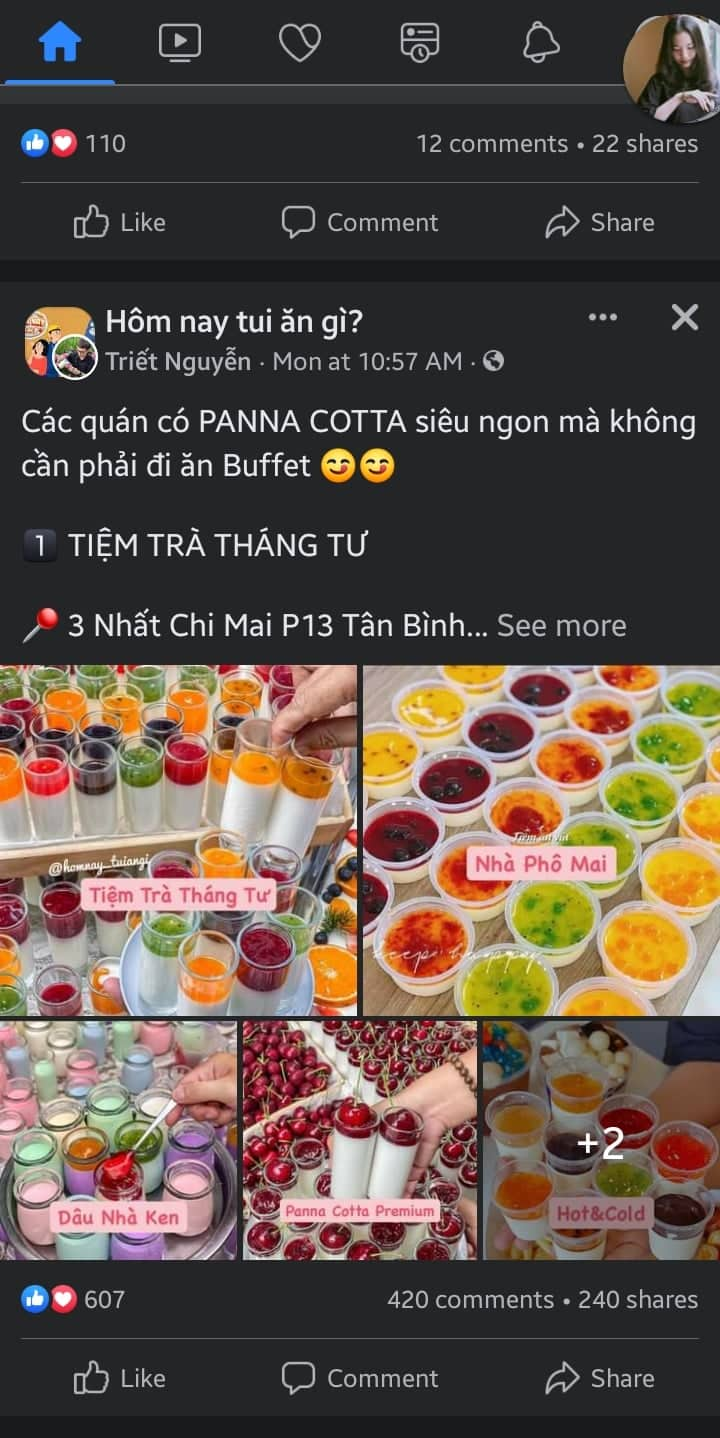 110
12 comments • 22 shares
Like
Comment
Share
Hôm nay tui ăn gì?
Triết Nguyễn · Mon at 10:57 AM ·
Các quán có PANNA COTTA siêu ngon mà không
cần phải đi ăn Buffet 😋😋
1️⃣ TIỆM TRÀ THÁNG TƯ
📍 3 Nhất Chi Mai P13 Tân Bình... See more
@homnay_tuiangi
Tiệm Trà Tháng Tư
Nhà Phô Mai
keep happy
Dâu Nhà Ken
Panna Cotta Premium
+2
Hot&Cold
607
420 comments • 240 shares
Like
Comment
Share